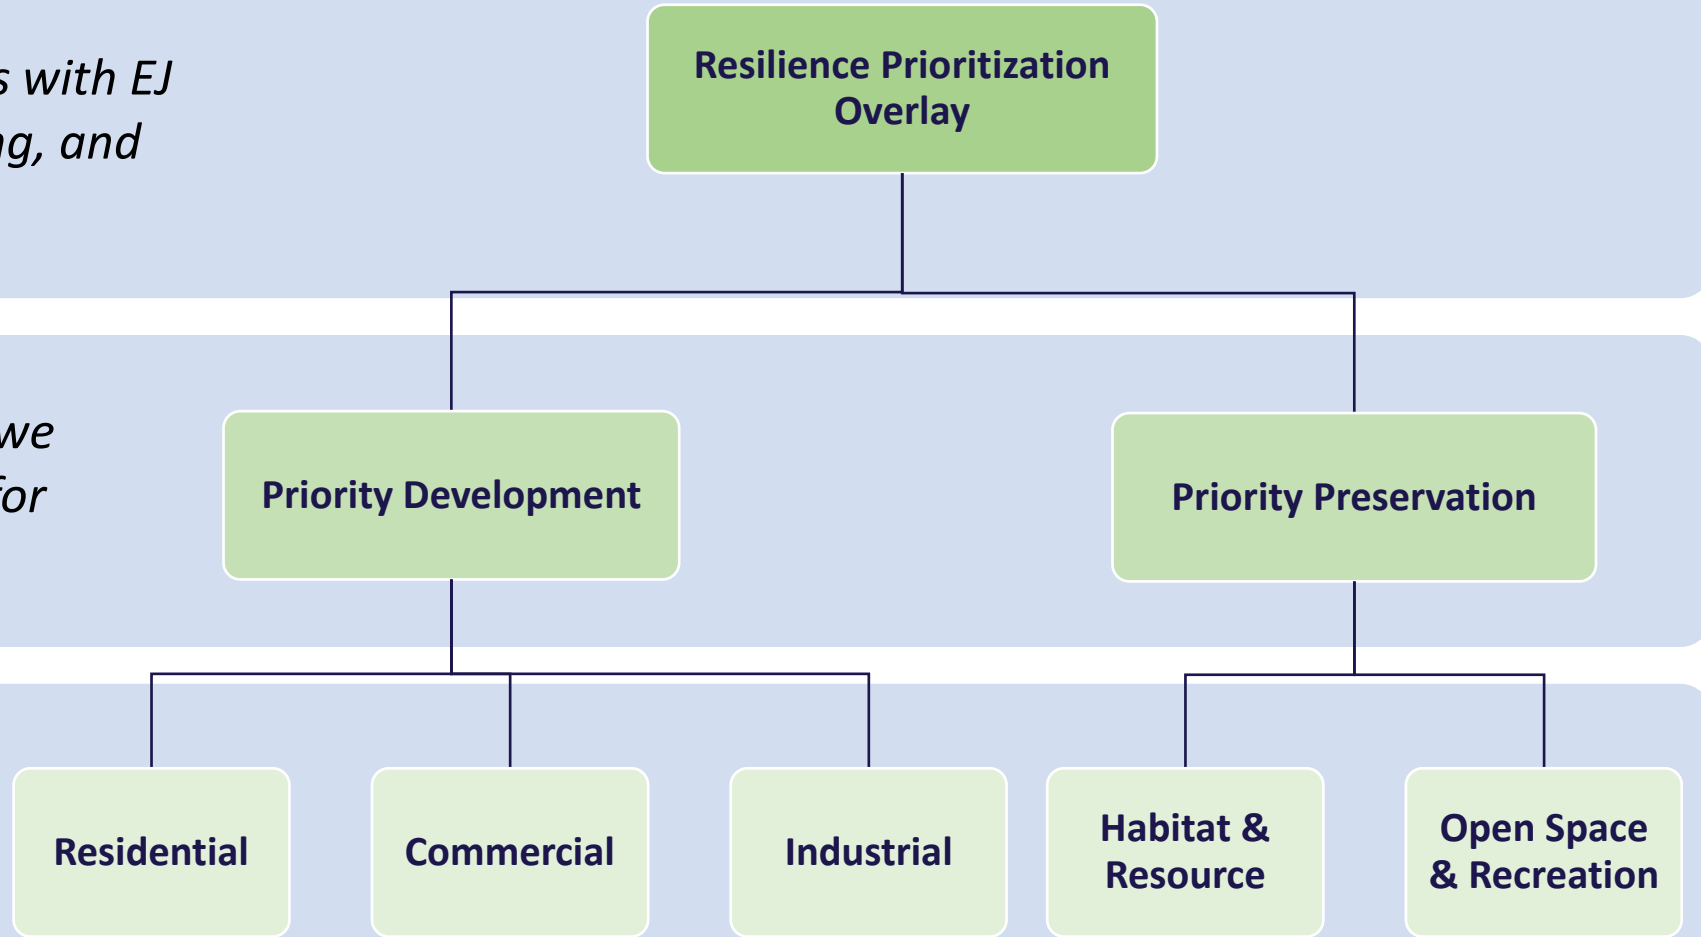 s with EJ
ng, and
Resilience Prioritization
Overlay
we
for
Priority Development
Priority Preservation
Residential
Commercial
Industrial
Habitat &
Resource
Open Space
& Recreation